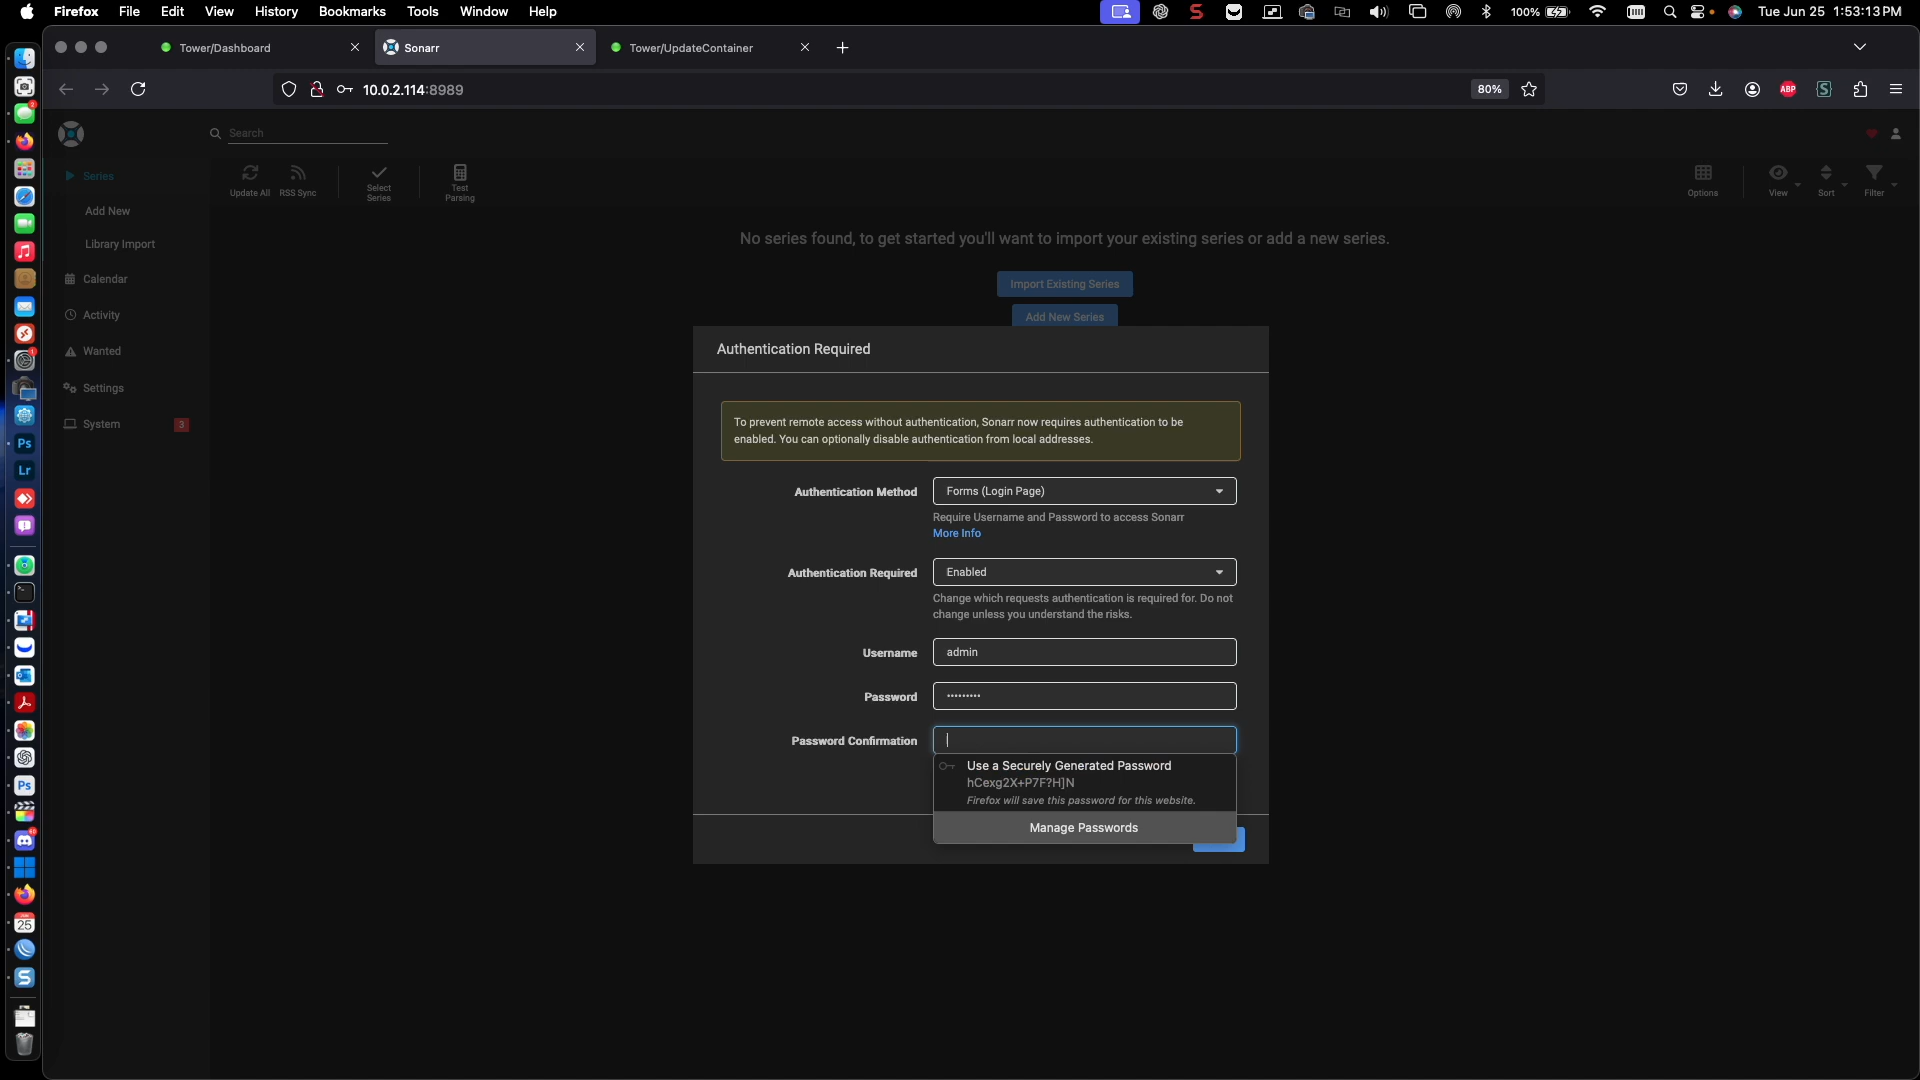 Firefox File Edit View History Bookmarks Tools Window Help
100% Tue Jun 25 1:53:13 PM
Tower/Dashboard
Sonarr
Tower/UpdateContainer
10.0.2.114:8989
80%
ABP
Search
Series
Add New
Library Import
Calendar
Activity
Wanted
Settings
System 3
Update All
RSS Sync
Select
Series
Test
Parsing
Options
View
Sort
Filter
No series found, to get started you'll want to import your existing series or add a new series.
Import Existing Series
Add New Series
Authentication Required
To prevent remote access without authentication, Sonarr now requires authentication to be
enabled. You can optionally disable authentication from local addresses.
Authentication Method Forms (Login Page)
Require Username and Password to access Sonarr
More Info
Authentication Required Enabled
Change which requests authentication is required for. Do not
change unless you understand the risks.
Username admin
Password •••••••••
Password Confirmation
Use a Securely Generated Password
hCexg2X+P7F?H]N
Firefox will save this password for this website.
Manage Passwords
Ps
Lr
Ps
25